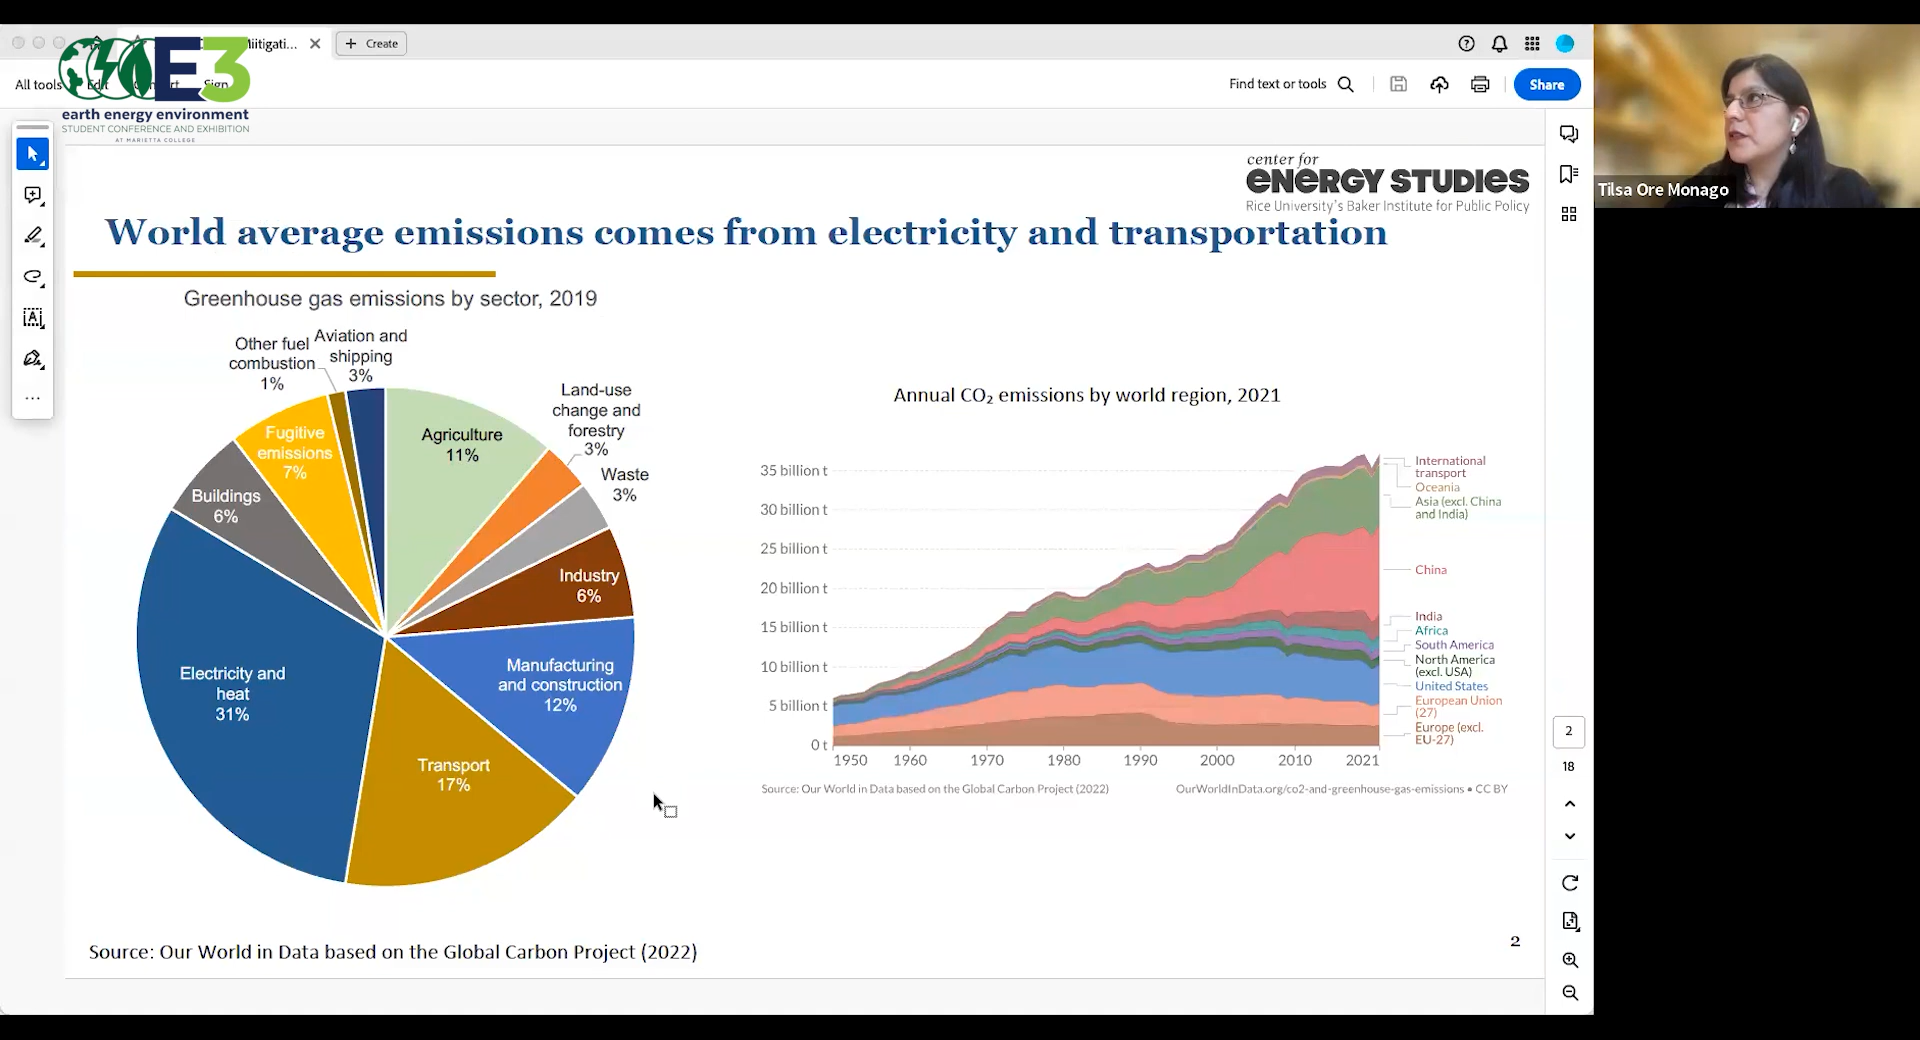 Miitigati...
Create
All tools
Edit
Sign
Find text or tools
Share
E3
earth energy environment
STUDENT CONFERENCE AND EXHIBITION
AT MARIETTA COLLEGE
center for
ENERGY STUDIES
Rice University's Baker Institute for Public Policy
Tilsa Ore Monago
World average emissions comes from electricity and transportation
Greenhouse gas emissions by sector, 2019
Other fuel
combustion
1%
Aviation and
shipping
3%
Land-use
change and
forestry
3%
Waste
3%
Agriculture
11%
Fugitive
emissions
7%
Buildings
6%
Industry
6%
Manufacturing
and construction
12%
Electricity and
heat
31%
Transport
17%
Annual CO₂ emissions by world region, 2021
35 billion t
30 billion t
25 billion t
20 billion t
15 billion t
10 billion t
5 billion t
0 t
1950
1960
1970
1980
1990
2000
2010
2021
International
transport
Oceania
Asia (excl. China
and India)
China
India
Africa
South America
North America
(excl. USA)
United States
European Union
(27)
Europe (excl.
EU-27)
Source: Our World in Data based on the Global Carbon Project (2022)
OurWorldInData.org/co2-and-greenhouse-gas-emissions • CC BY
Source: Our World in Data based on the Global Carbon Project (2022)
2
2
18